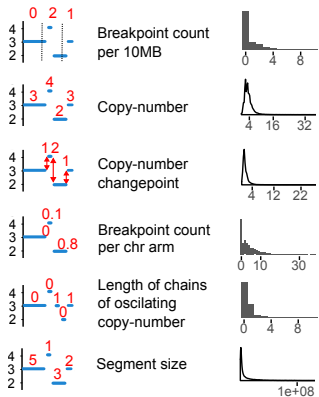 0 2 1
4
3
2
Breakpoint count
per 10MB
0 4 8
4
3
2
3 4 3
2
Copy-number
4 16 32
4
3
2
1 2
1
Copy-number
changepoint
4 12 22
4
3
2
0.1
0
0.8
Breakpoint count
per chr arm
0 10 30
4
3
2
0
0 1 1
0
Length of chains
of oscilating
copy-number
0 4 8
4
3
2
1
5 2
3
Segment size
1e+08